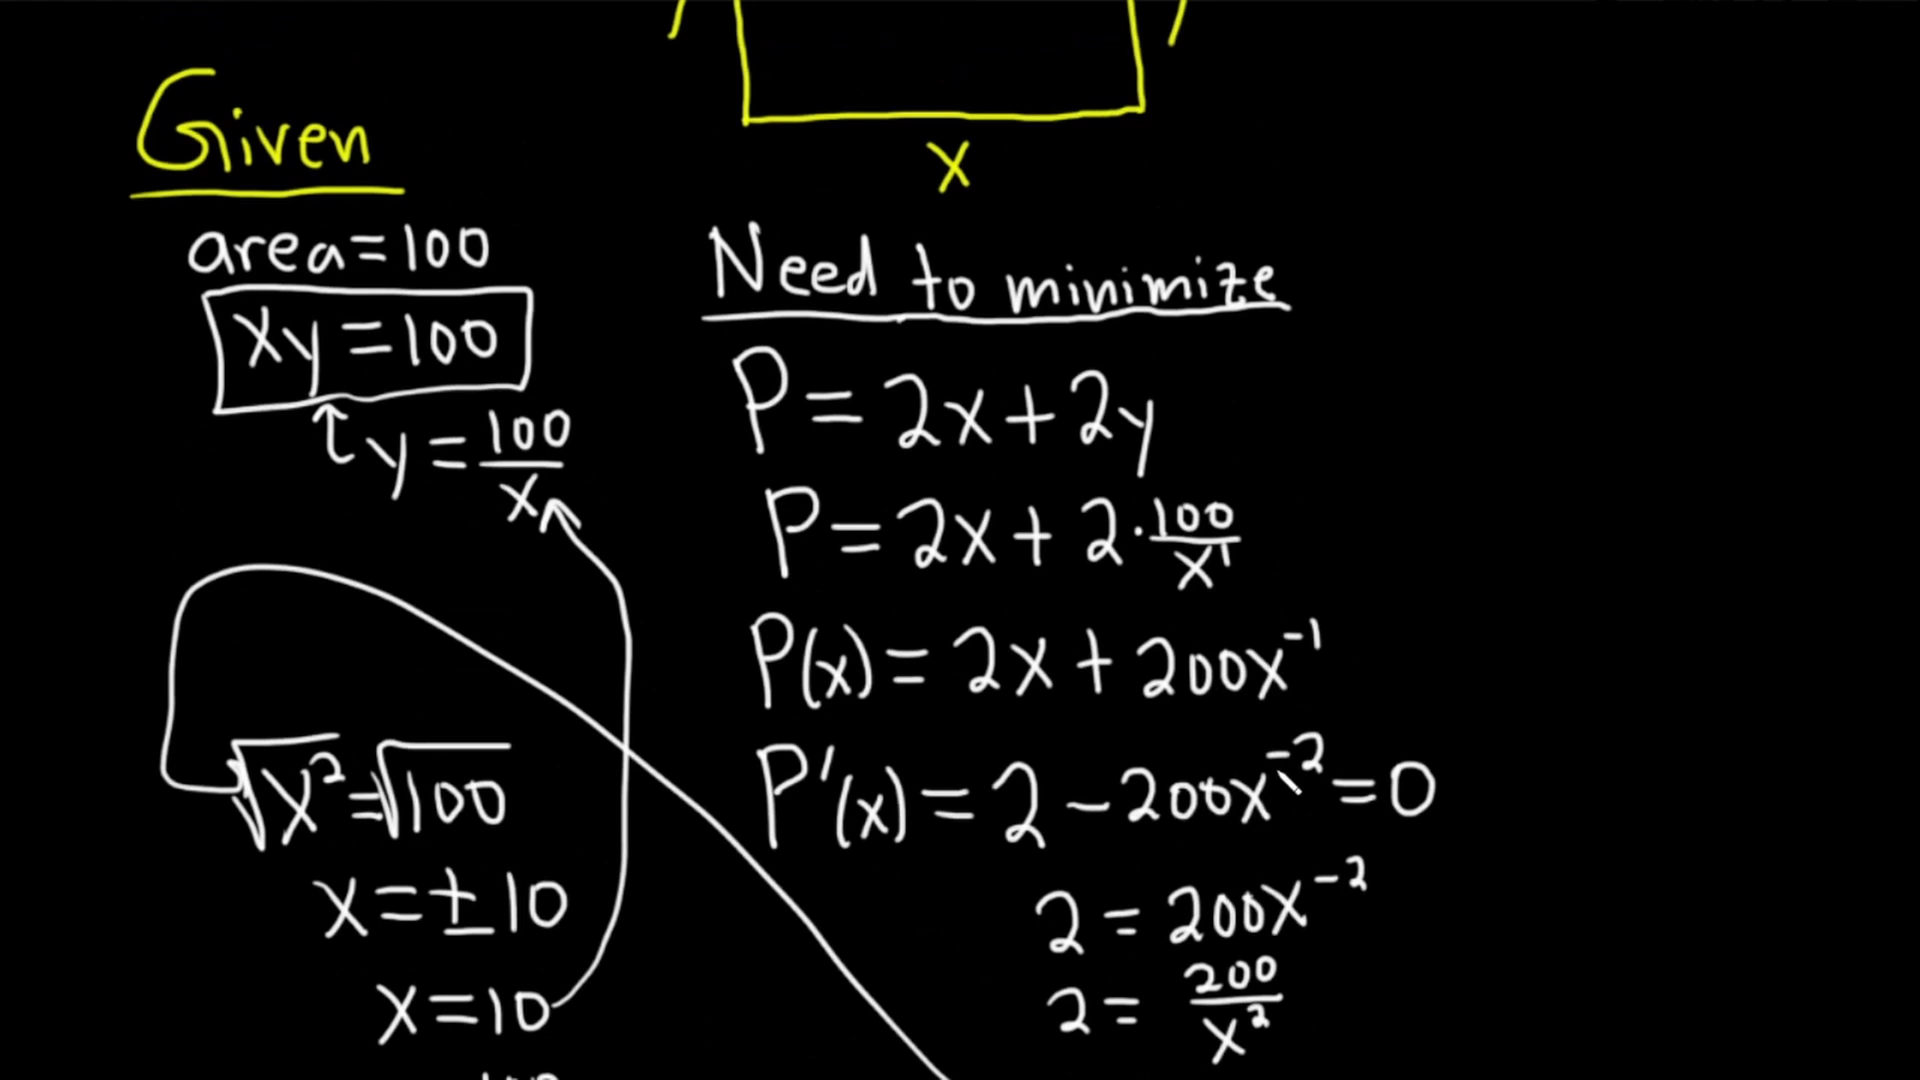 x
Given
area=100
xy=100
y=100/x
√x²=√100
x=±10
x=10
Need to minimize
P=2x+2y
P=2x+2·100/x¹
P(x)=2x+200x⁻¹
P'(x)=2-200x⁻²=0
2=200x⁻²
2=200/x²